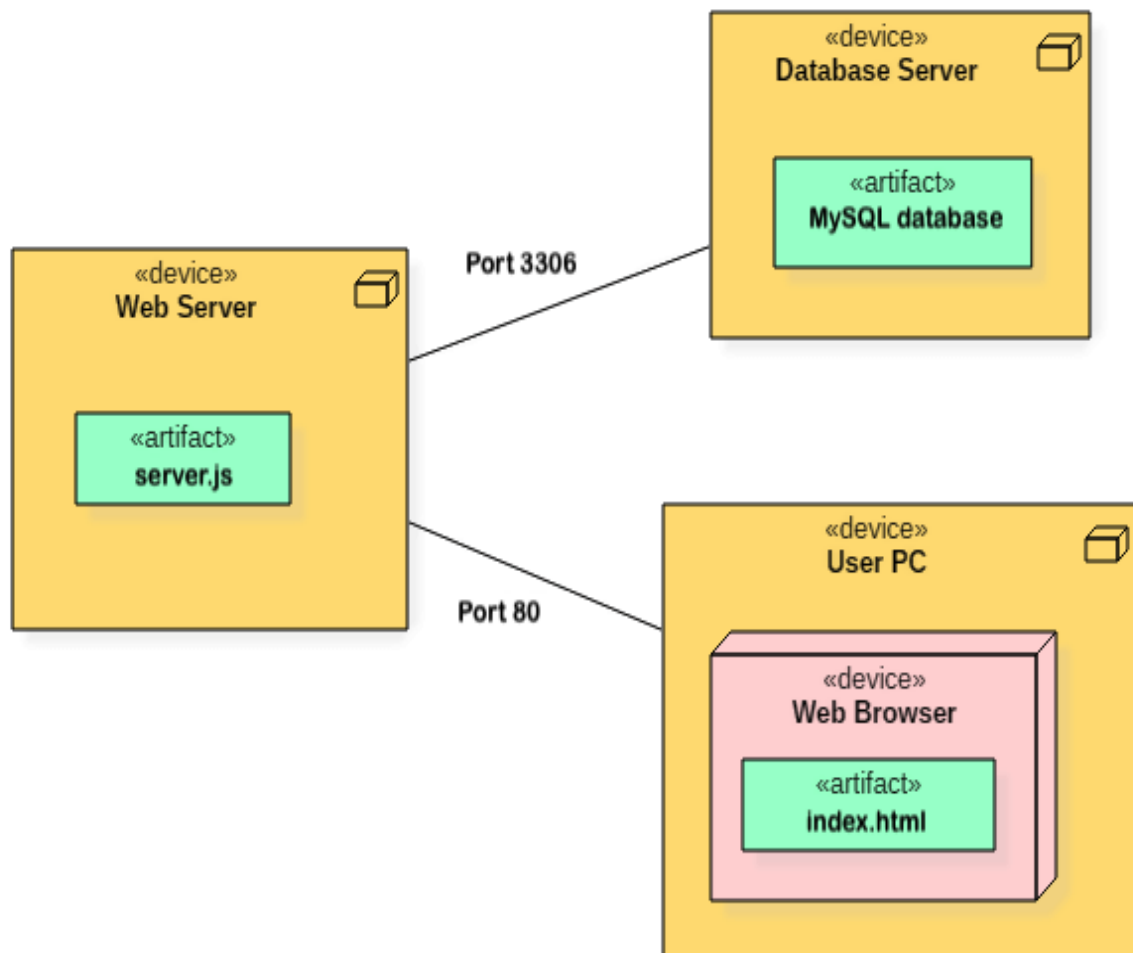 «device»
Database Server
«artifact»
MySQL database
Port 3306
«device»
Web Server
«artifact»
server.js
Port 80
«device»
User PC
«device»
Web Browser
«artifact»
index.html